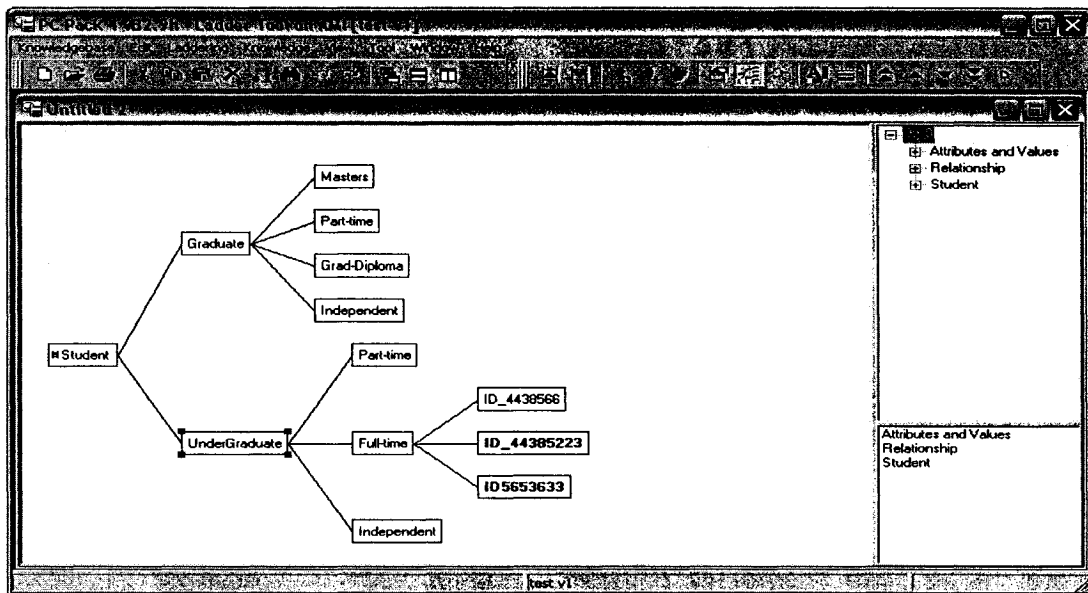 Masters
Part-time
Graduate
Grad-Diploma
Independent
Student
Part-time
ID_4438566
UnderGraduate
Full-time
ID_44385223
ID5653633
Independent
Attributes and Values
Relationship
Student
Attributes and Values
Relationship
Student
test v1